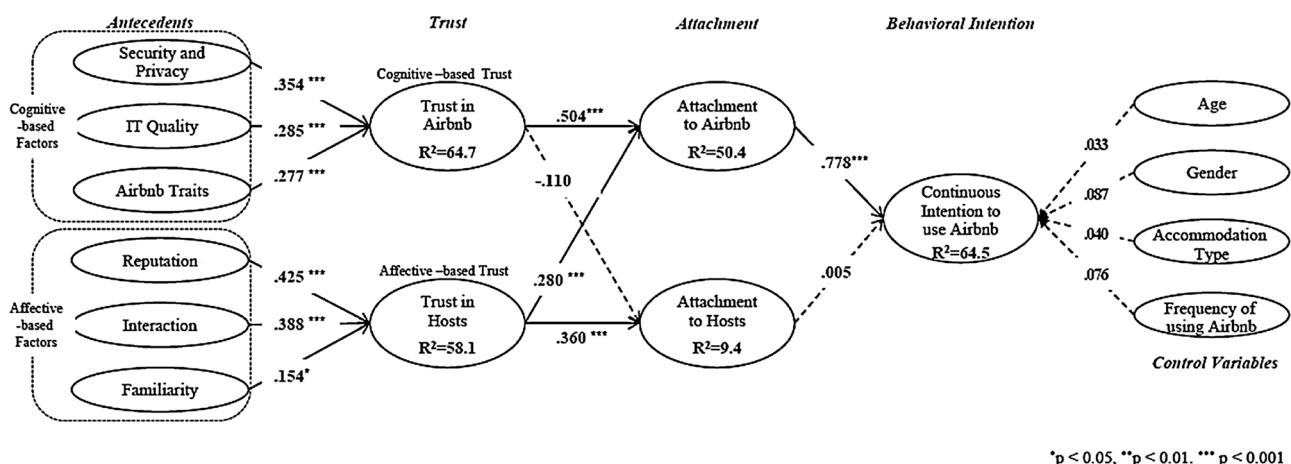 Antecedents
Trust
Attachment
Behavioral Intention
Cognitive
-based
Factors
Security and
Privacy
IT Quality
Airbnb Traits
.354 ***
.285 ***
.277 ***
Cognitive –based Trust
Trust in
Airbnb
R²=64.7
.504***
-.110
Attachment
to Airbnb
R²=50.4
.778***
Affective
-based
Factors
Reputation
Interaction
Familiarity
.425 ***
.388 ***
.154*
Affective –based Trust
Trust in
Hosts
R²=58.1
.280 ***
.360 ***
Attachment
to Hosts
R²=9.4
.005
Continuous
Intention to
use Airbnb
R²=64.5
.033
.087
.040
.076
Age
Gender
Accommodation
Type
Frequency of
using Airbnb
Control Variables
*p < 0.05, **p < 0.01, *** p < 0.001